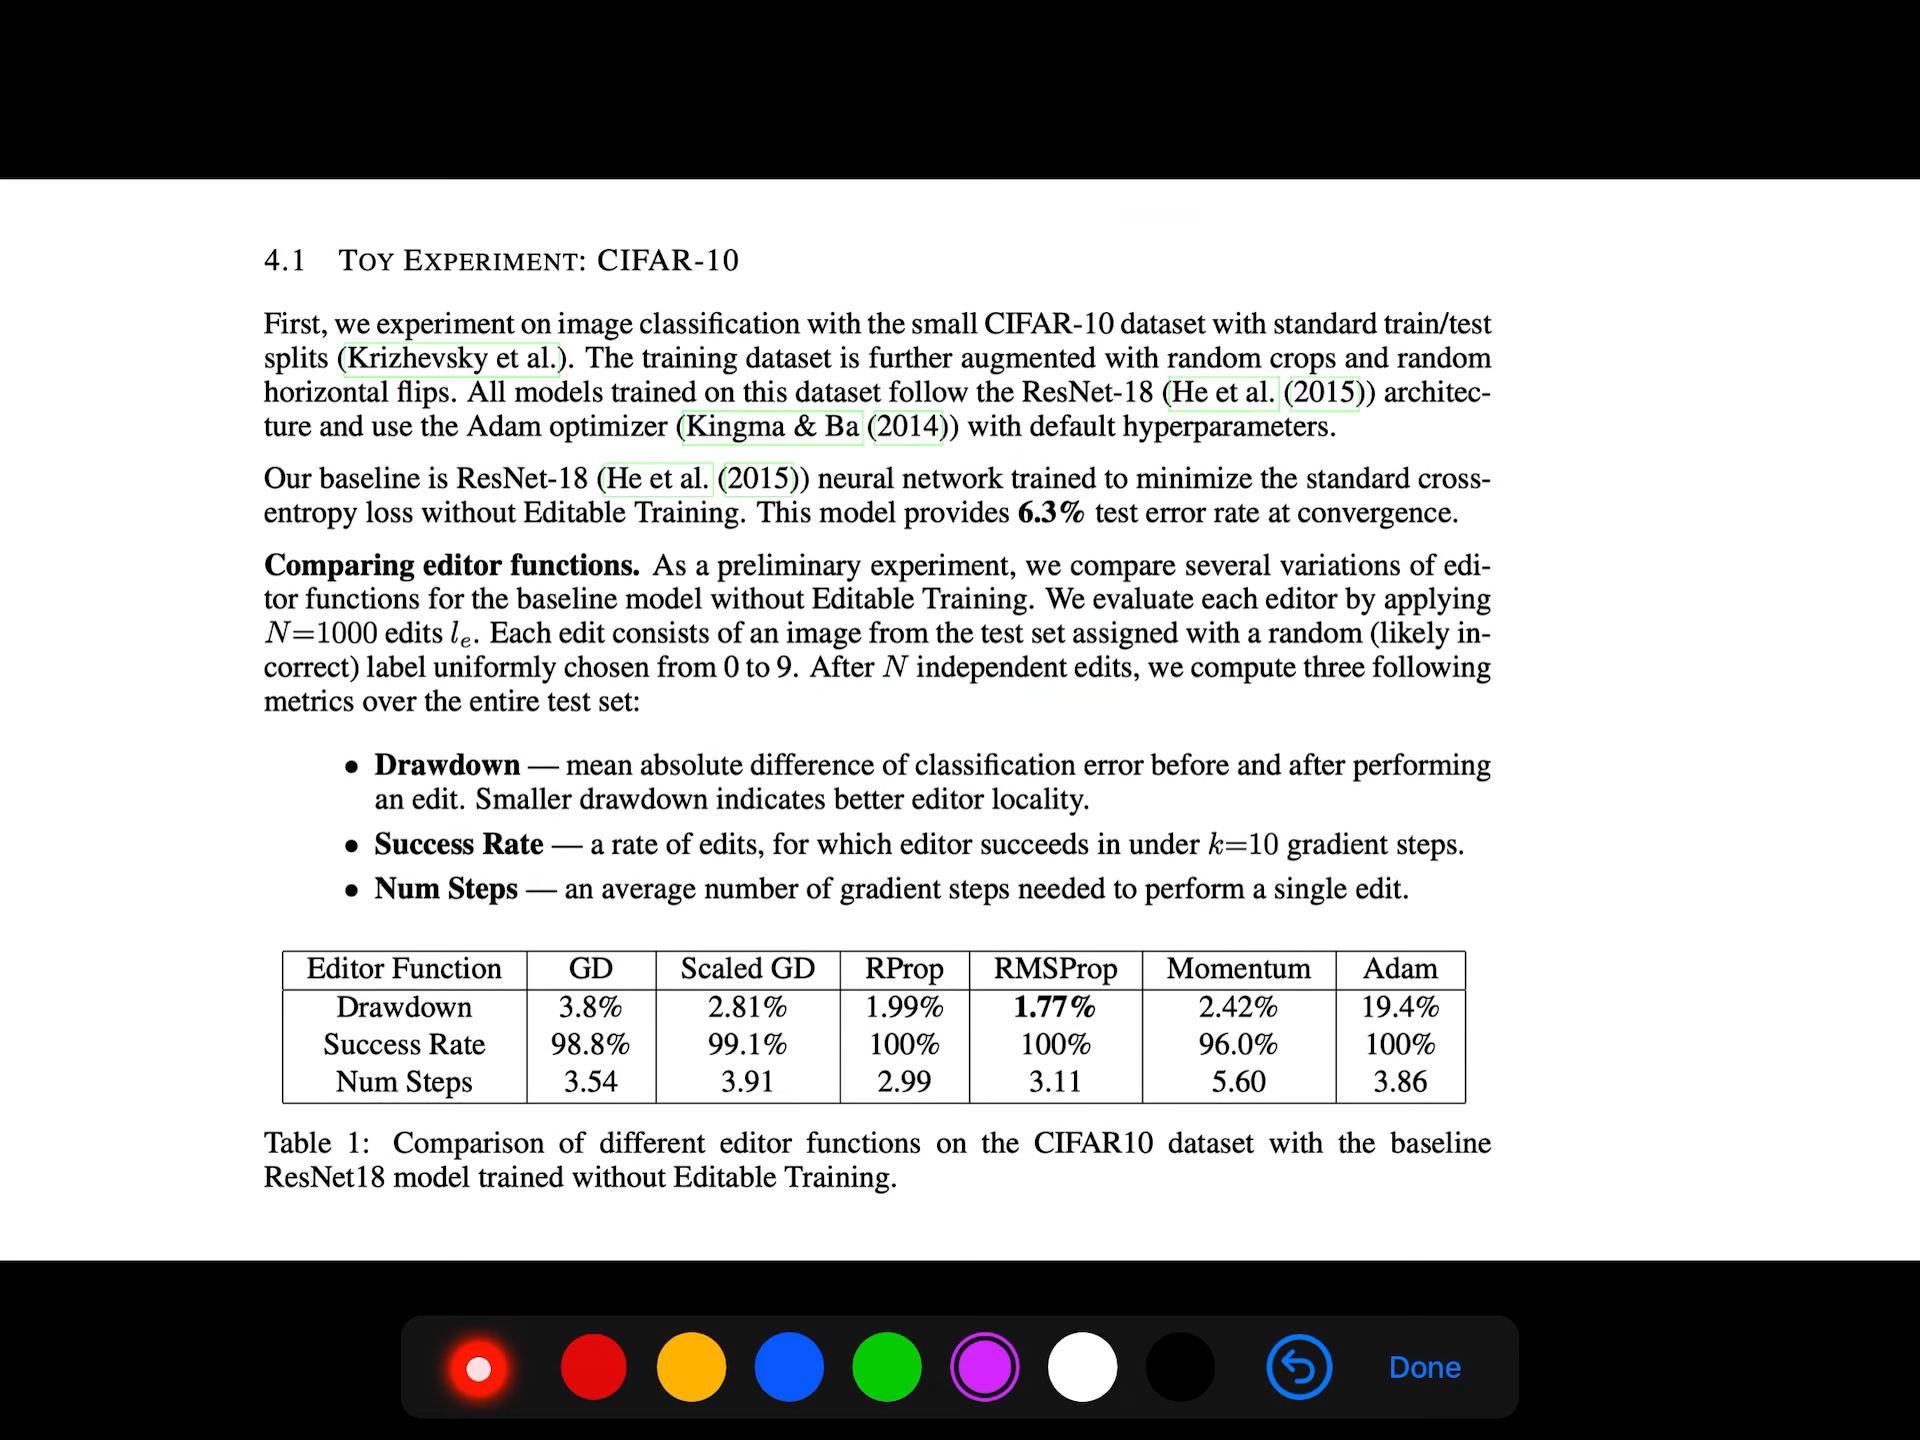 4.1 TOY EXPERIMENT: CIFAR-10
First, we experiment on image classification with the small CIFAR-10 dataset with standard train/test
splits (Krizhevsky et al.). The training dataset is further augmented with random crops and random
horizontal flips. All models trained on this dataset follow the ResNet-18 (He et al. (2015)) architec-
ture and use the Adam optimizer (Kingma & Ba (2014)) with default hyperparameters.
Our baseline is ResNet-18 (He et al. (2015)) neural network trained to minimize the standard cross-
entropy loss without Editable Training. This model provides 6.3% test error rate at convergence.
Comparing editor functions. As a preliminary experiment, we compare several variations of edi-
tor functions for the baseline model without Editable Training. We evaluate each editor by applying
N=1000 edits lₑ. Each edit consists of an image from the test set assigned with a random (likely in-
correct) label uniformly chosen from 0 to 9. After N independent edits, we compute three following
metrics over the entire test set:
• Drawdown — mean absolute difference of classification error before and after performing
an edit. Smaller drawdown indicates better editor locality.
• Success Rate — a rate of edits, for which editor succeeds in under k=10 gradient steps.
• Num Steps — an average number of gradient steps needed to perform a single edit.
Editor Function GD Scaled GD RProp RMSProp Momentum Adam
Drawdown 3.8% 2.81% 1.99% 1.77% 2.42% 19.4%
Success Rate 98.8% 99.1% 100% 100% 96.0% 100%
Num Steps 3.54 3.91 2.99 3.11 5.60 3.86
Table 1: Comparison of different editor functions on the CIFAR10 dataset with the baseline
ResNet18 model trained without Editable Training.
Done